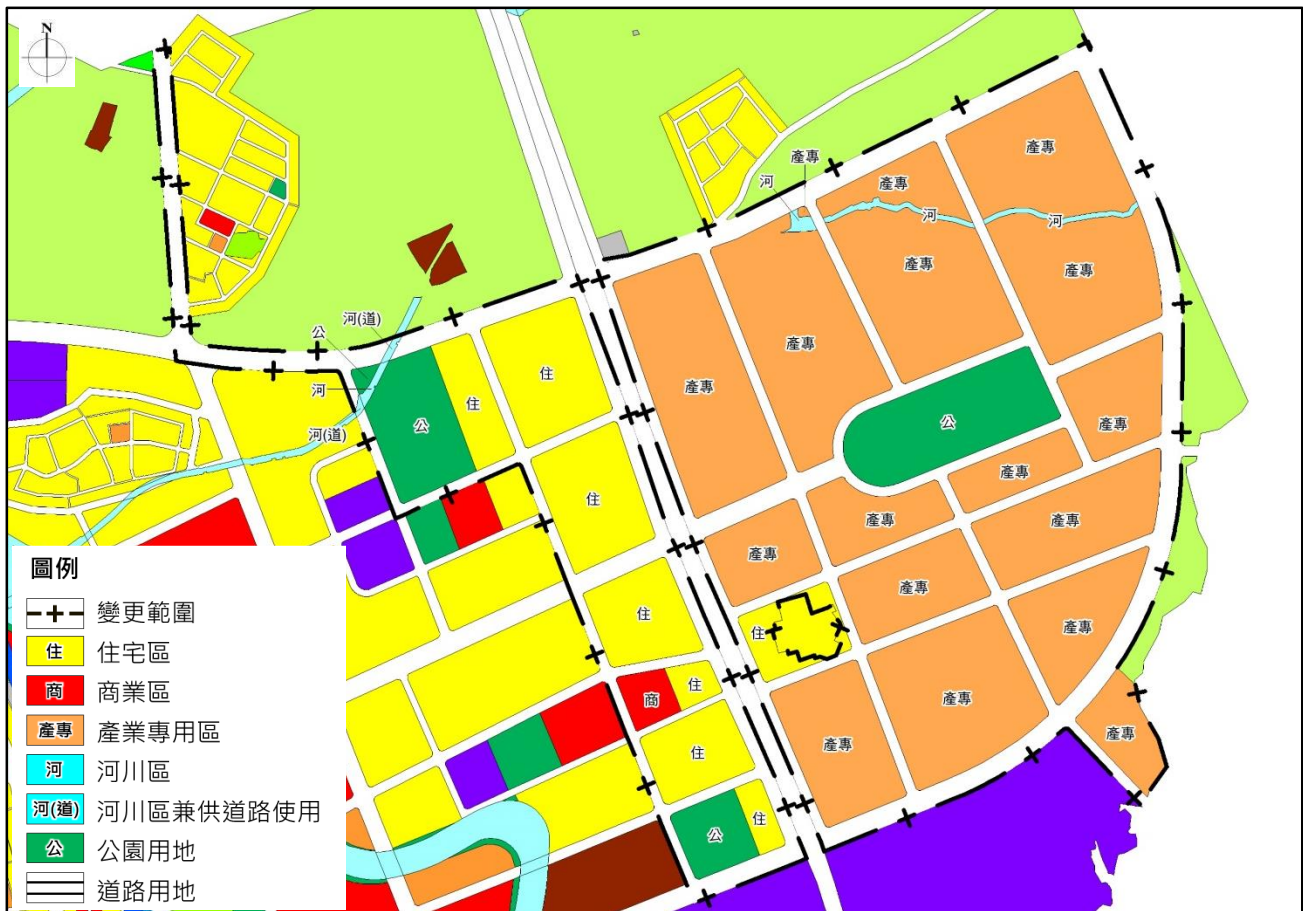 N
產專
產專
河
產專
河
河
公
河(道)
產專
產專
產專
住
產專
河
住
產專
公
公
產專
河(道)
產專
住
產專
產專
產專
產專
住
產專
住
商
住
產專
住
產專
產專
產專
住
公
住
圖例
變更範圍
住 住宅區
商 商業區
產專 產業專用區
河 河川區
河(道) 河川區兼供道路使用
公 公園用地
道路用地